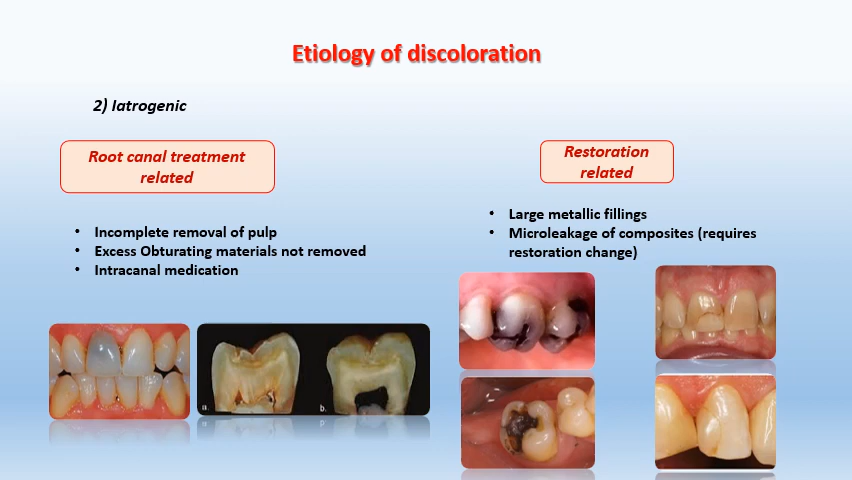 Etiology of discoloration
2) Iatrogenic
Root canal treatment
related
• Incomplete removal of pulp
• Excess Obturating materials not removed
• Intracanal medication
Restoration
related
• Large metallic fillings
• Microleakage of composites (requires
restoration change)
a.
b.